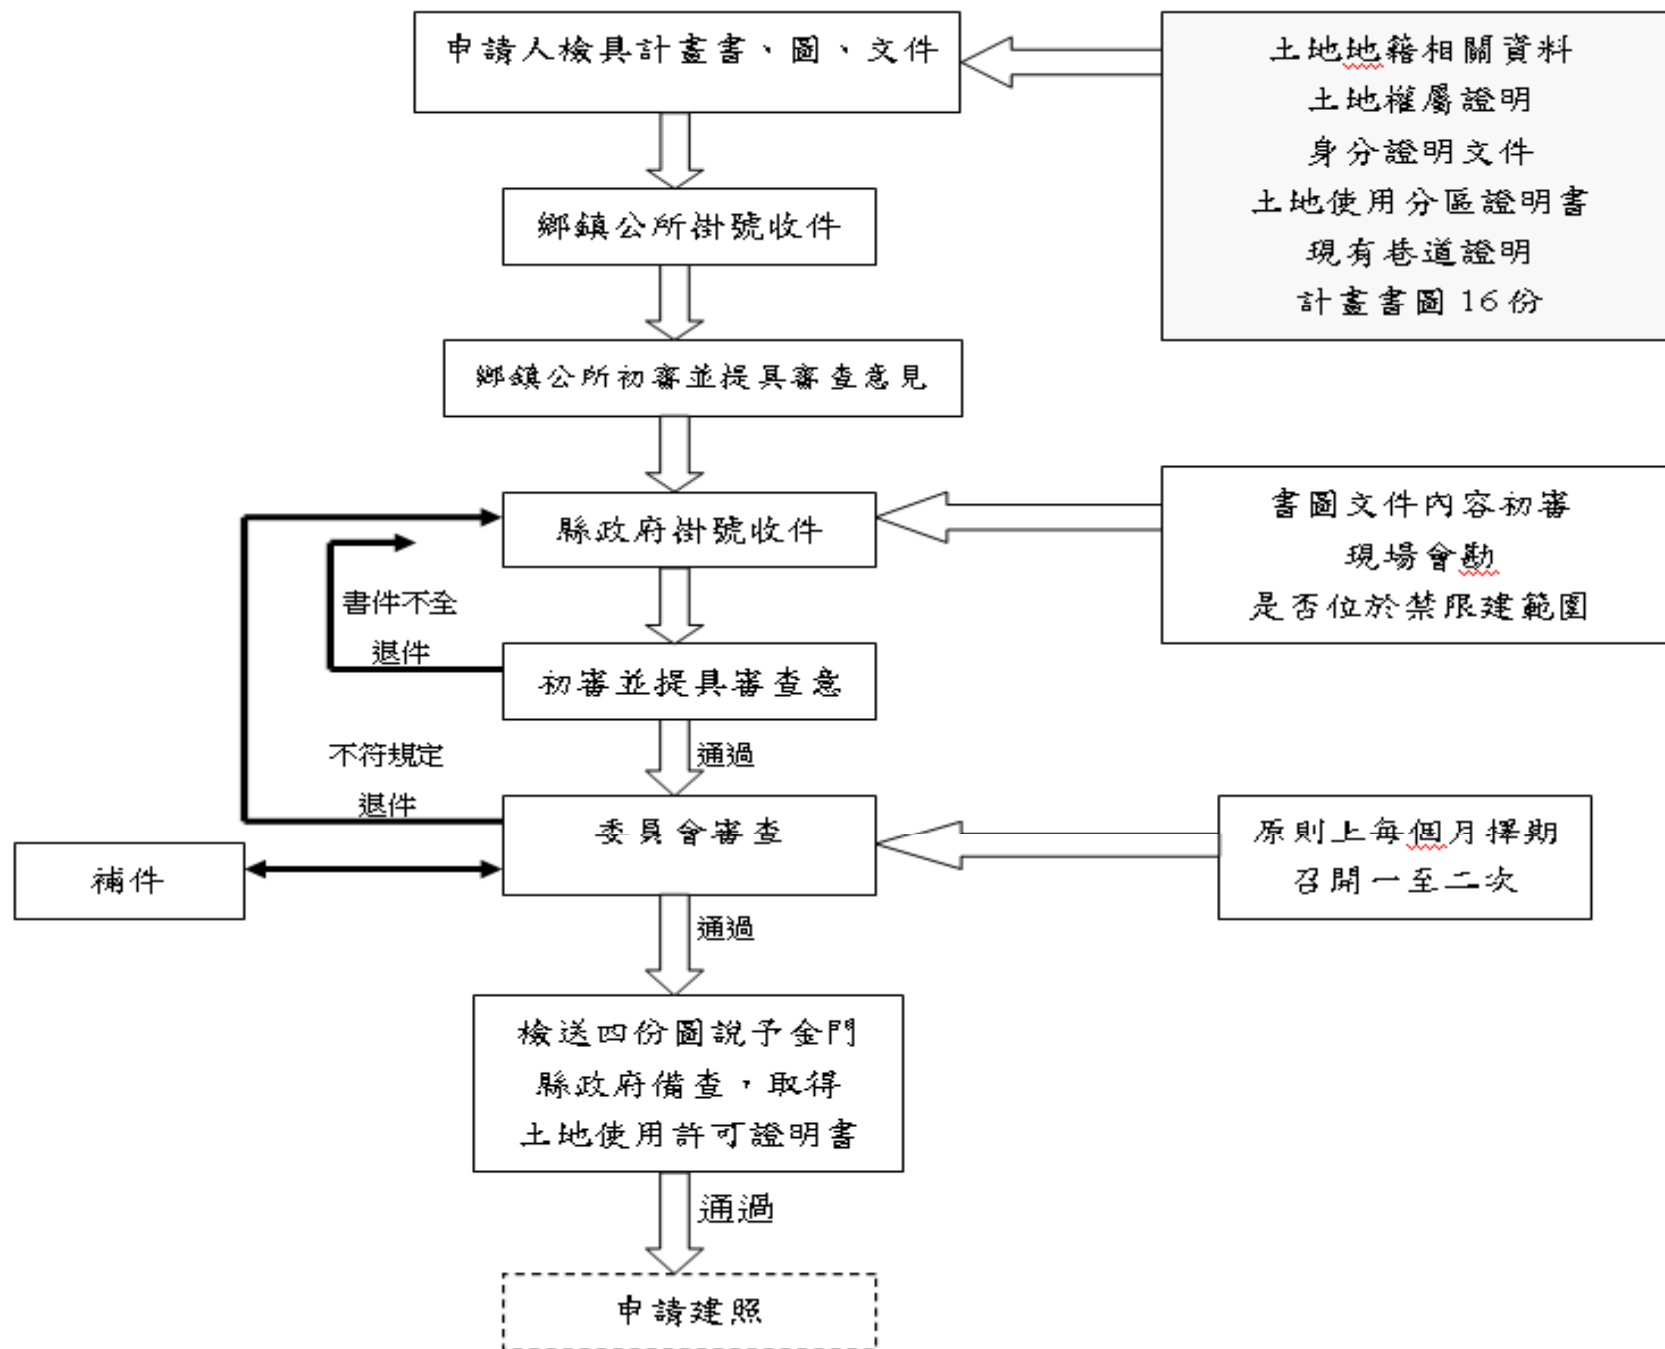 申請人檢具計畫書、圖、文件
土地地籍相關資料
土地權屬證明
身分證明文件
土地使用分區證明書
現有巷道證明
計畫書圖 16 份
鄉鎮公所掛號收件
鄉鎮公所初審並提具審查意見
縣政府掛號收件
書圖文件內容初審
現場會勘
是否位於禁限建範圍
書件不全
退件
初審並提具審查意
通過
不符規定
退件
委員會審查
原則上每個月擇期
召開一至二次
補件
通過
檢送四份圖說予金門
縣政府備查，取得
土地使用許可證明書
通過
申請建照